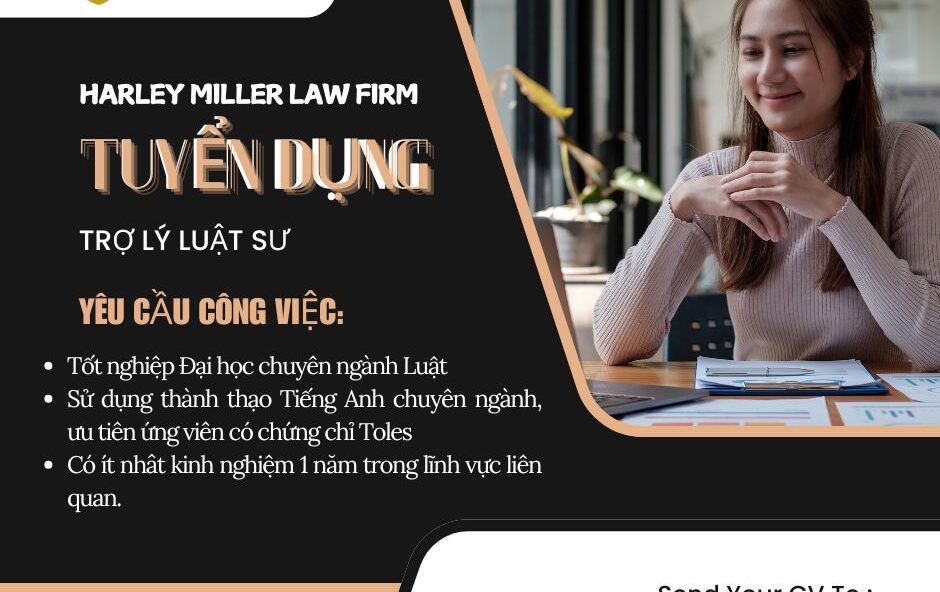 HARLEY MILLER LAW FIRM
TUYỂN DỤNG
TRỢ LÝ LUẬT SƯ
YÊU CẦU CÔNG VIỆC:
Tốt nghiệp Đại học chuyên ngành Luật
Sử dụng thành thạo Tiếng Anh chuyên ngành,
ưu tiên ứng viên có chứng chỉ Toles
Có ít nhât kinh nghiệm 1 năm trong lĩnh vực liên
quan.
Send Your CV To :